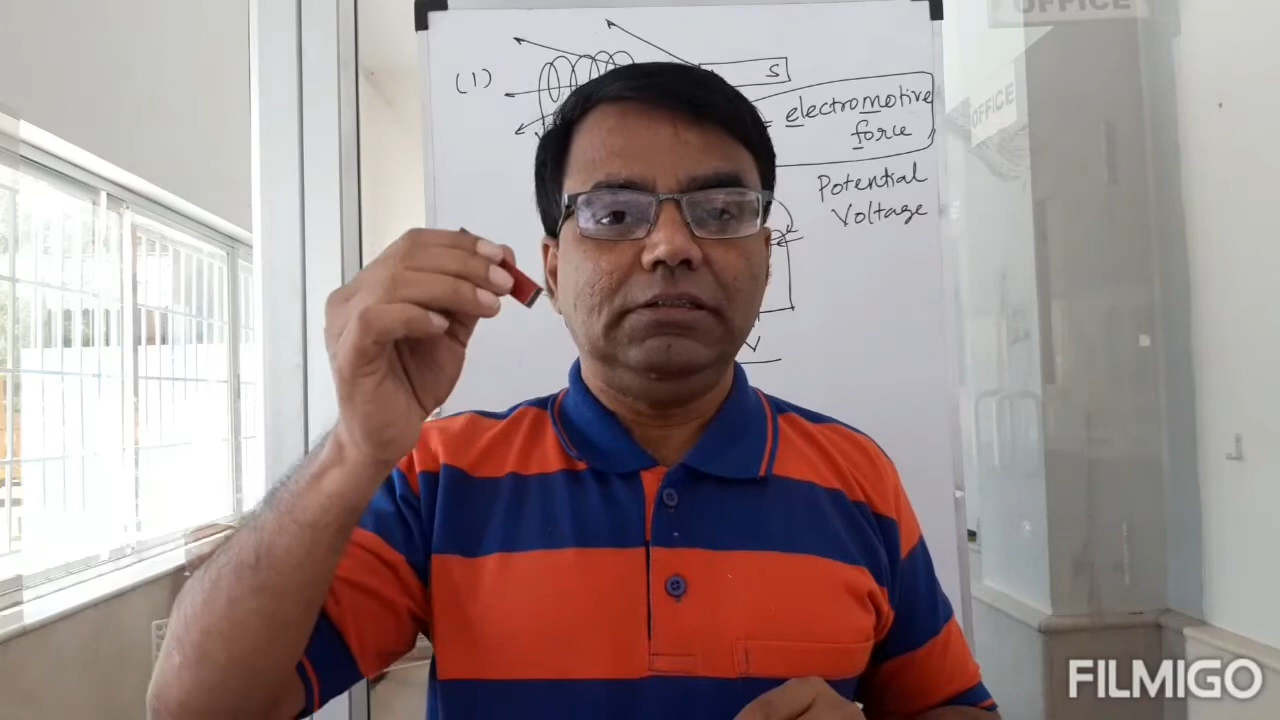 OFFICE
(1)
S
= electromotive
force
OFFICE
Potential
Voltage
V
FILMIGO